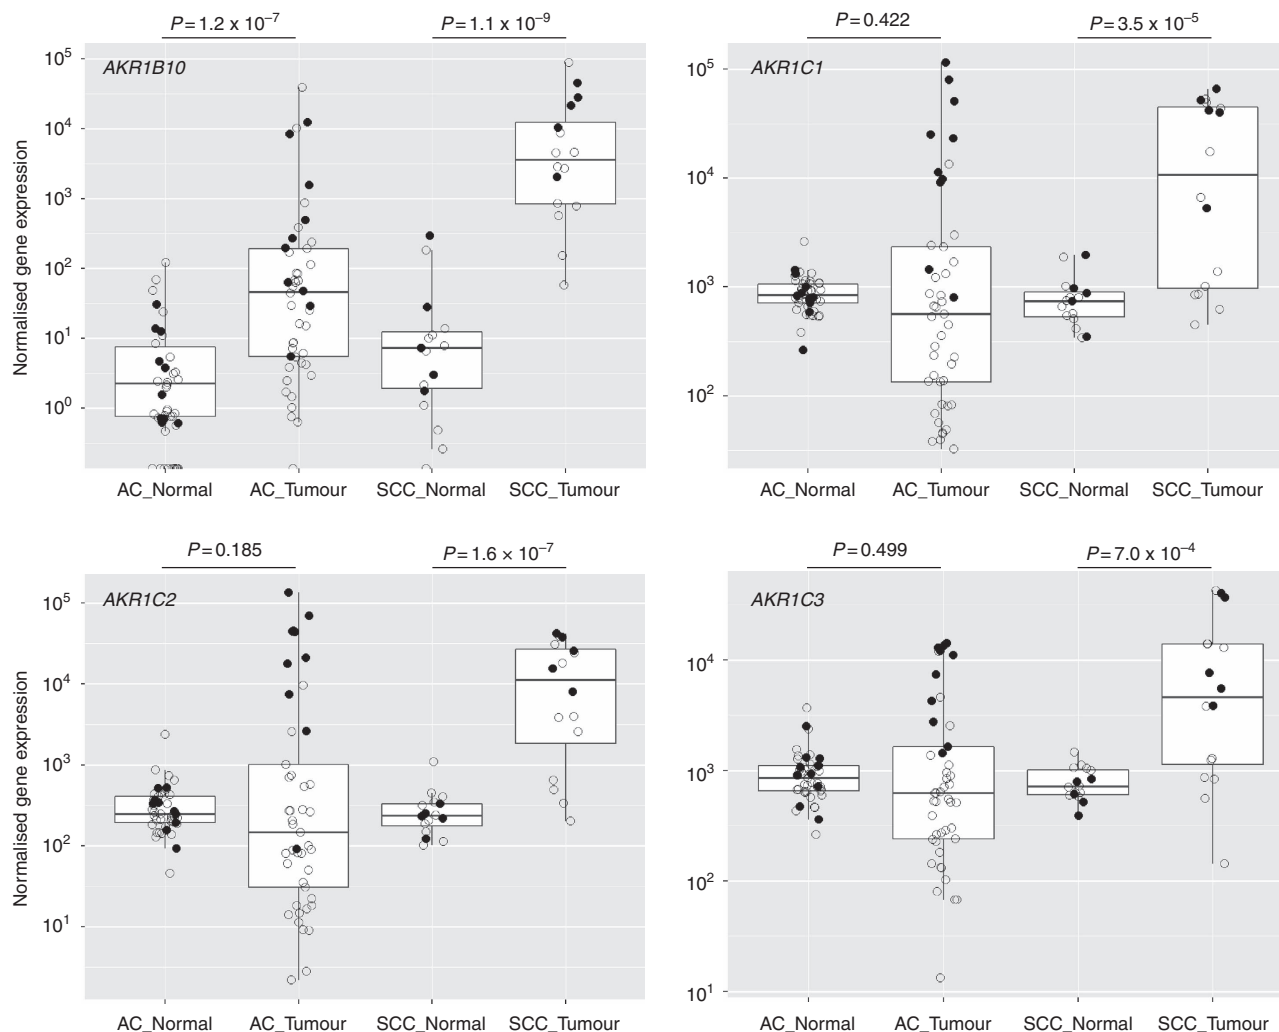 P = 1.2 x 10⁻⁷ P = 1.1 x 10⁻⁹
AKR1B10
Normalised gene expression
10⁵
10⁴
10³
10²
10¹
10⁰
AC_Normal AC_Tumour SCC_Normal SCC_Tumour
P = 0.422 P = 3.5 x 10⁻⁵
AKR1C1
10⁵
10⁴
10³
10²
AC_Normal AC_Tumour SCC_Normal SCC_Tumour
P = 0.185 P = 1.6 × 10⁻⁷
AKR1C2
Normalised gene expression
10⁵
10⁴
10³
10²
10¹
AC_Normal AC_Tumour SCC_Normal SCC_Tumour
P = 0.499 P = 7.0 x 10⁻⁴
AKR1C3
10⁴
10³
10²
10¹
AC_Normal AC_Tumour SCC_Normal SCC_Tumour